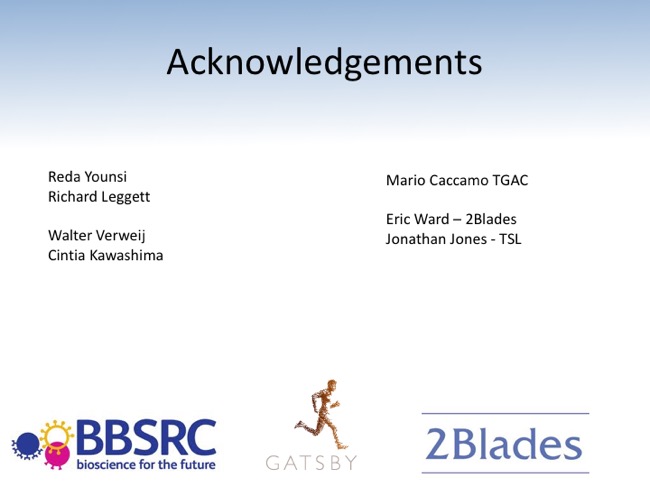 Acknowledgements
Reda Younsi
Richard Leggett
Walter Verweij
Cintia Kawashima
Mario Caccamo TGAC
Eric Ward – 2Blades
Jonathan Jones - TSL
BBSRC
bioscience for the future
GATSBY
2Blades